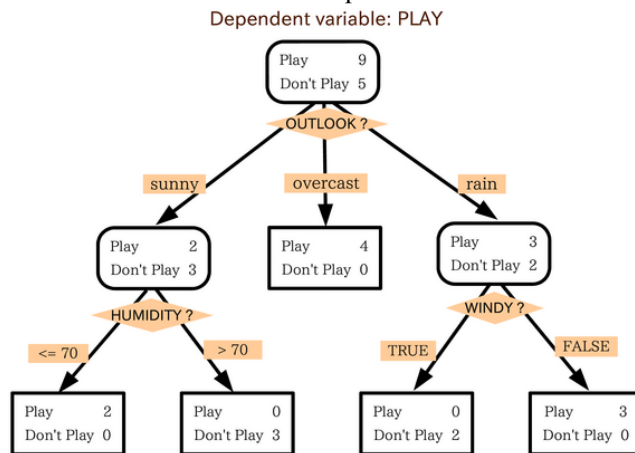 Dependent variable: PLAY
Play 9
Don't Play 5
OUTLOOK ?
sunny
overcast
rain
Play 2
Don't Play 3
Play 4
Don't Play 0
Play 3
Don't Play 2
HUMIDITY ?
WINDY ?
<= 70
> 70
TRUE
FALSE
Play 2
Don't Play 0
Play 0
Don't Play 3
Play 0
Don't Play 2
Play 3
Don't Play 0